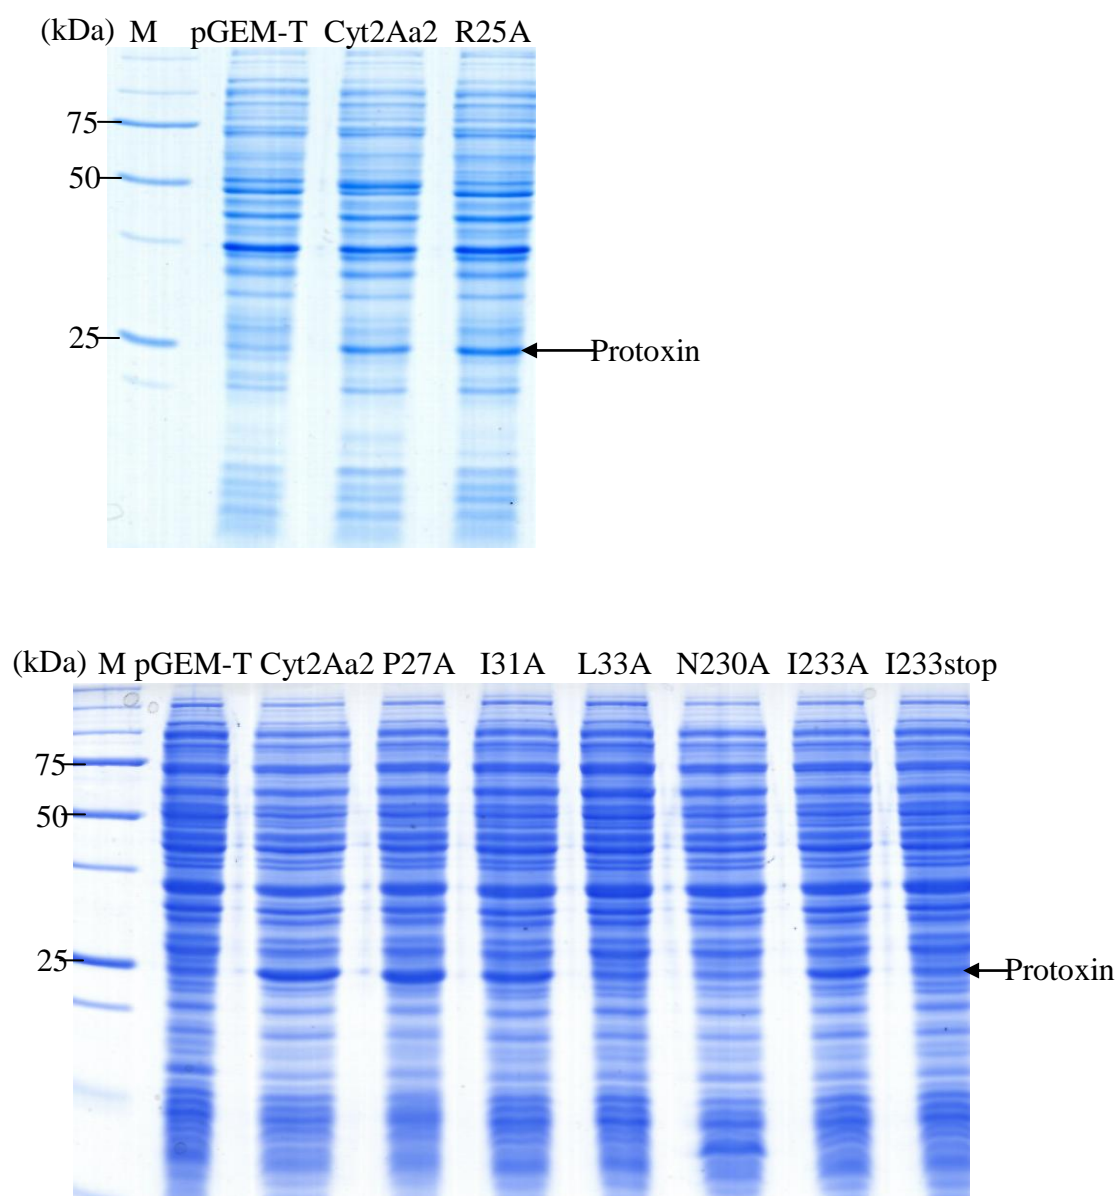 (kDa) M pGEM-T Cyt2Aa2 R25A
75
50
25
Protoxin
(kDa) M pGEM-T Cyt2Aa2 P27A I31A L33A N230A I233A I233stop
75
50
25
Protoxin